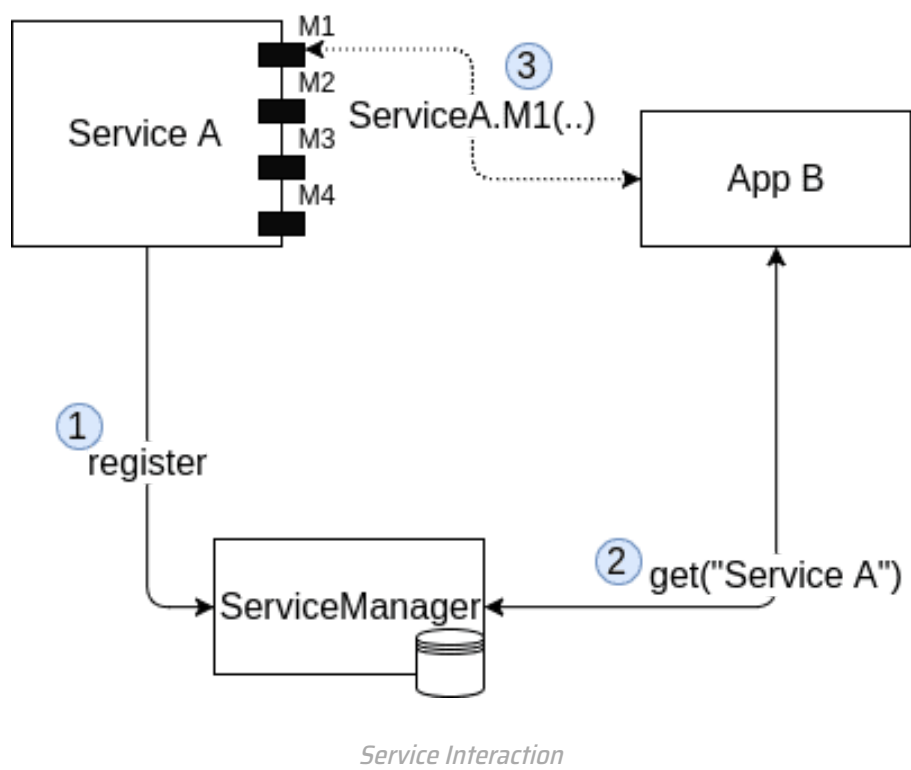 M1
M2
M3
M4
Service A
3
ServiceA.M1(..)
App B
1
register
2
get("Service A")
ServiceManager
Service Interaction